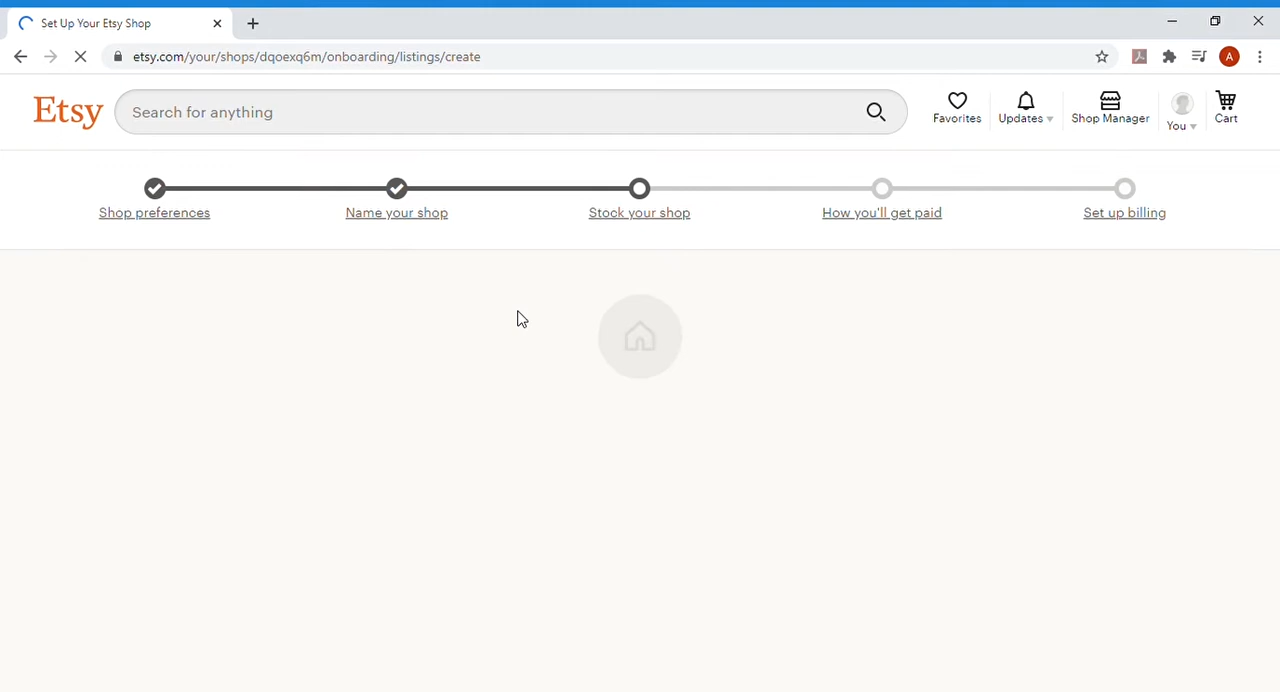 Set Up Your Etsy Shop
etsy.com/your/shops/dqoexq6m/onboarding/listings/create
A
Etsy
Search for anything
Favorites
Updates
Shop Manager
You
Cart
Shop preferences
Name your shop
Stock your shop
How you'll get paid
Set up billing